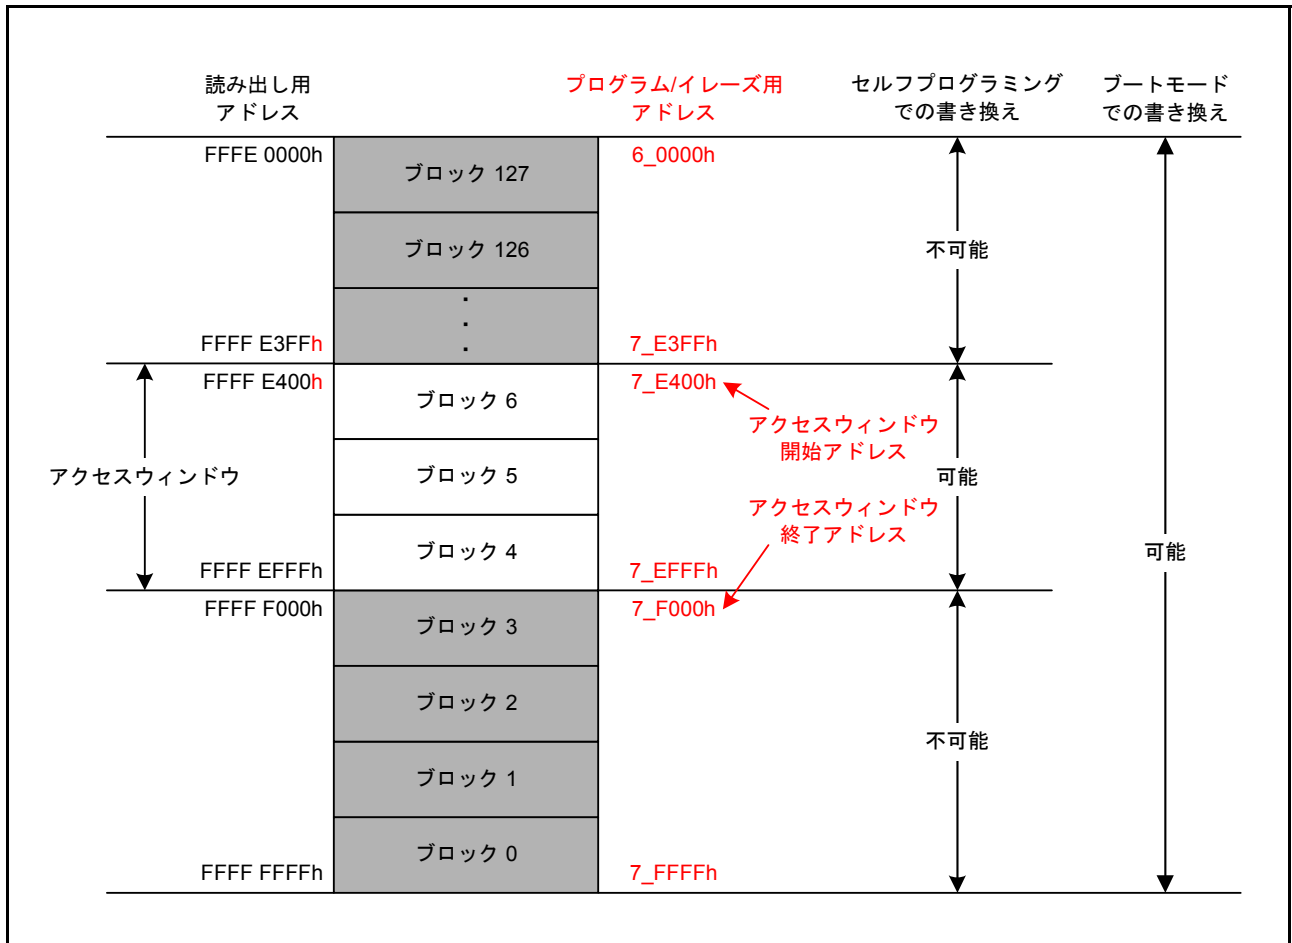 読み出し用
アドレス
プログラム/イレーズ用
アドレス
セルフプログラミング
での書き換え
ブートモード
での書き換え
FFFE 0000h
ブロック 127
6_0000h
ブロック 126
不可能
FFFF E3FFh
7_E3FFh
FFFF E400h
ブロック 6
7_E400h
アクセスウィンドウ
開始アドレス
アクセスウィンドウ
ブロック 5
可能
アクセスウィンドウ
終了アドレス
ブロック 4
可能
FFFF EFFFh
7_EFFFh
FFFF F000h
ブロック 3
7_F000h
ブロック 2
不可能
ブロック 1
ブロック 0
FFFF FFFFh
7_FFFFh